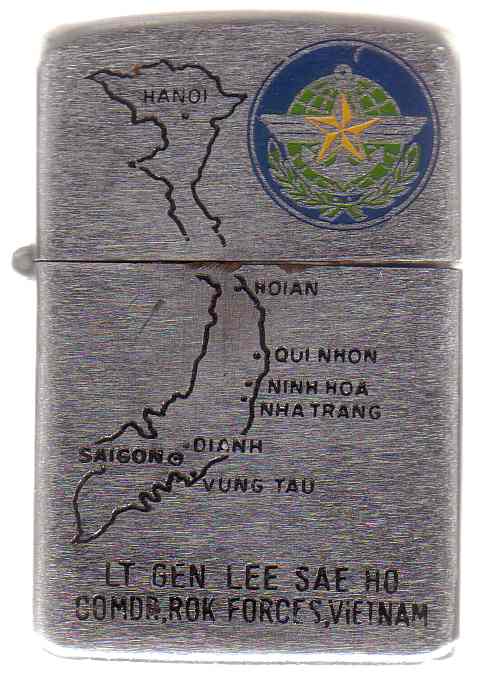 HANOI
HOIAN
QUI NHON
NINH HOA
NHA TRANG
DIANH
SAIGON
VUNG TAU
LT GEN LEE SAE HO
COMDR,ROK FORCES,VIETNAM